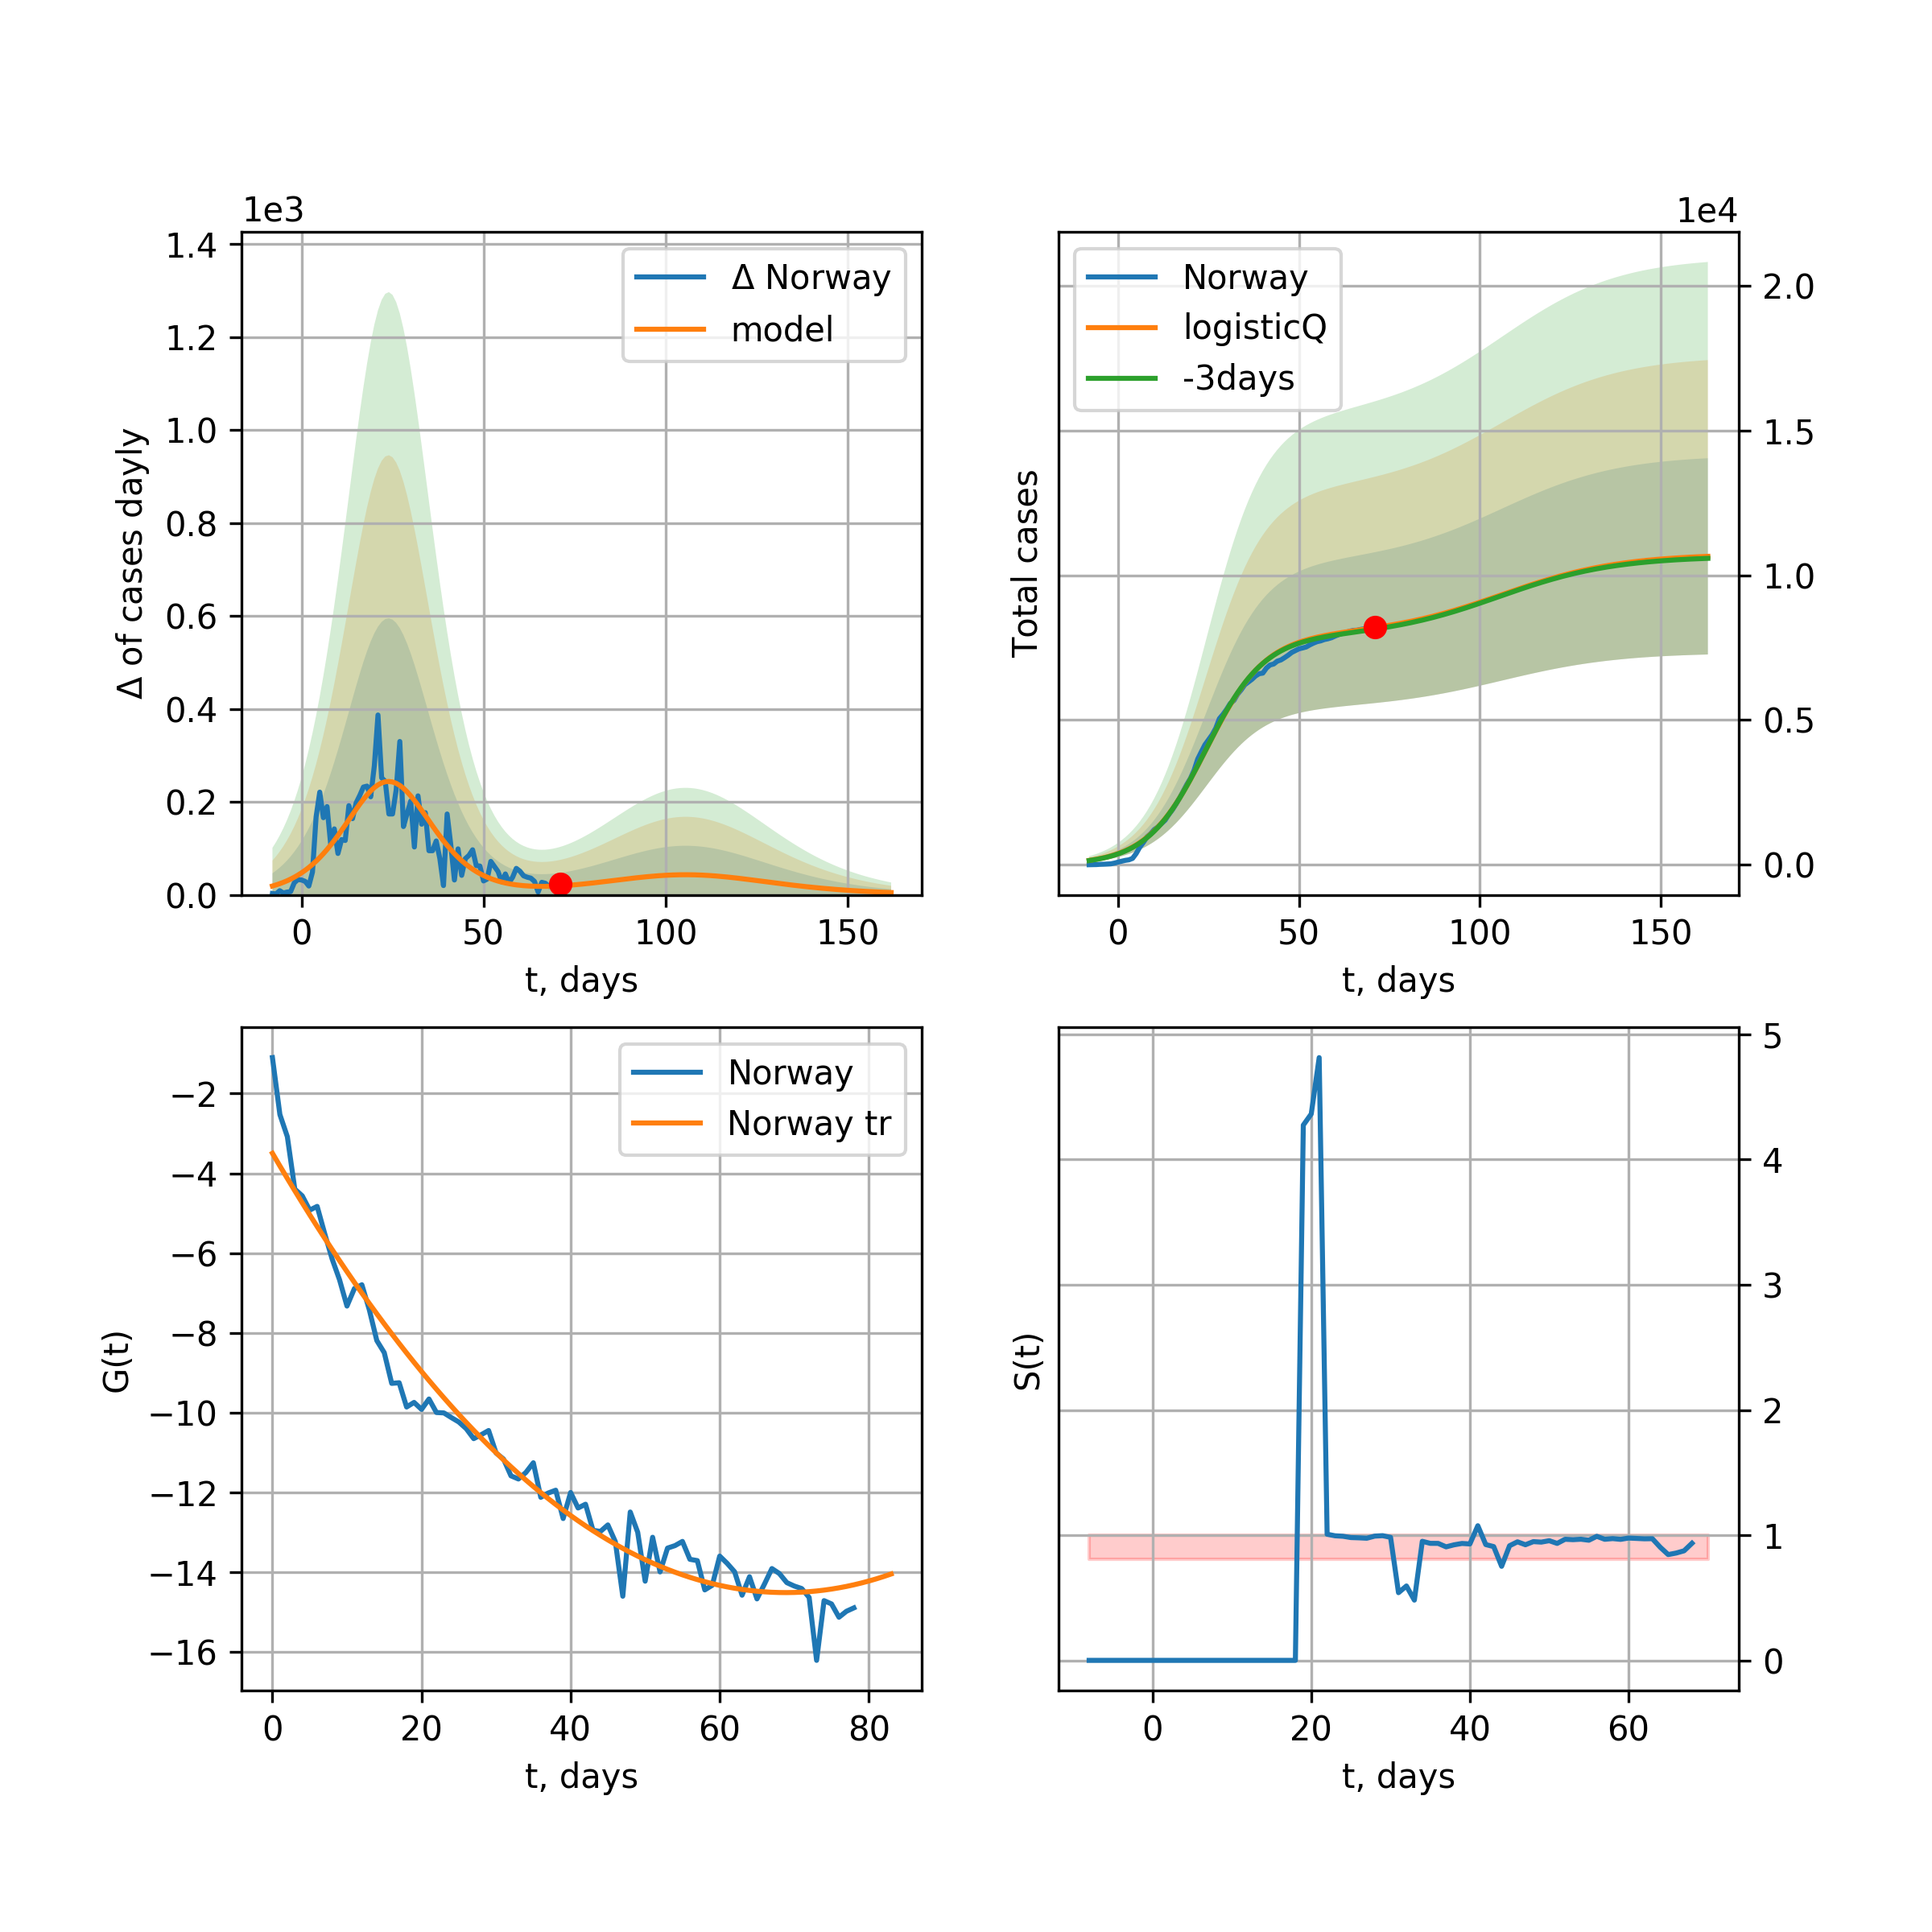 1e3
1.4
1.2
1.0
0.8
0.6
0.4
0.2
0.0
Δ of cases dayly
Δ Norway
model
0 50 100 150
t, days
1e4
Norway
logisticQ
-3days
2.0
1.5
1.0
0.5
0.0
Total cases
0 50 100 150
t, days
−2
−4
−6
−8
−10
−12
−14
−16
G(t)
Norway
Norway tr
0 20 40 60 80
t, days
5
4
3
2
1
0
S(t)
0 20 40 60
t, days